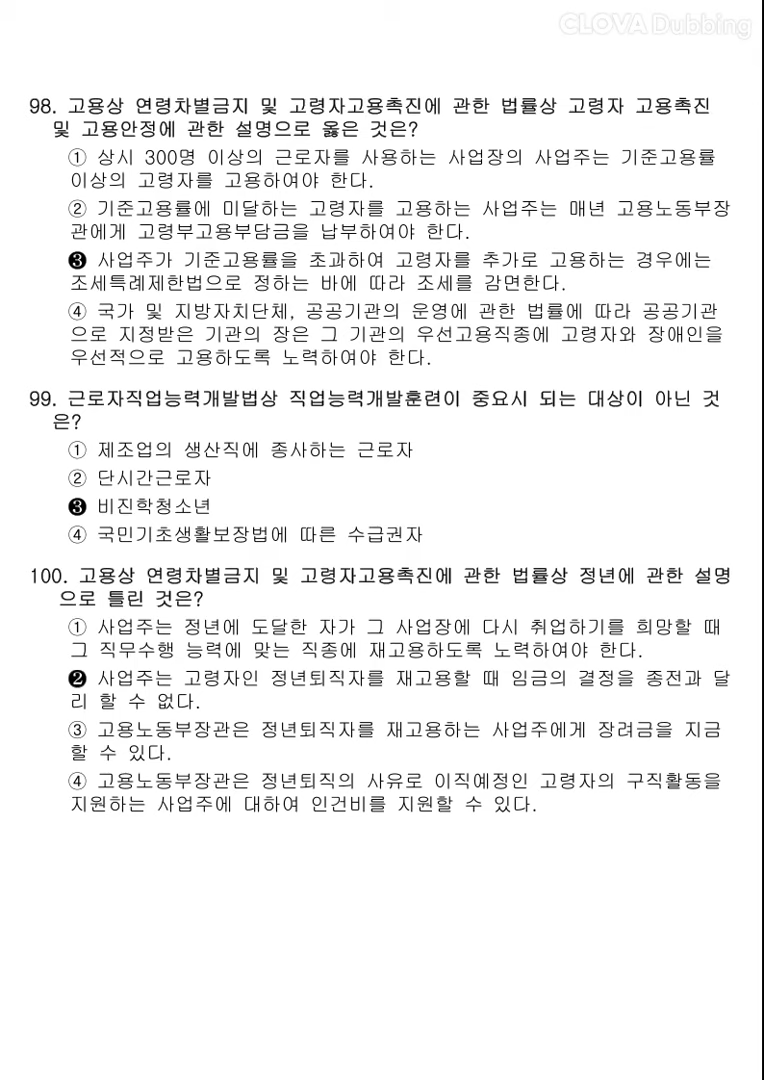 CLOVA Dubbing
98. 고용상 연령차별금지 및 고령자고용촉진에 관한 법률상 고령자 고용촉진
및 고용안정에 관한 설명으로 옳은 것은?
① 상시 300명 이상의 근로자를 사용하는 사업장의 사업주는 기준고용률
이상의 고령자를 고용하여야 한다.
② 기준고용률에 미달하는 고령자를 고용하는 사업주는 매년 고용노동부장
관에게 고령부고용부담금을 납부하여야 한다.
❸ 사업주가 기준고용률을 초과하여 고령자를 추가로 고용하는 경우에는
조세특례제한법으로 정하는 바에 따라 조세를 감면한다.
④ 국가 및 지방자치단체, 공공기관의 운영에 관한 법률에 따라 공공기관
으로 지정받은 기관의 장은 그 기관의 우선고용직종에 고령자와 장애인을
우선적으로 고용하도록 노력하여야 한다.
99. 근로자직업능력개발법상 직업능력개발훈련이 중요시 되는 대상이 아닌 것
은?
① 제조업의 생산직에 종사하는 근로자
② 단시간근로자
❸ 비진학청소년
④ 국민기초생활보장법에 따른 수급권자
100. 고용상 연령차별금지 및 고령자고용촉진에 관한 법률상 정년에 관한 설명
으로 틀린 것은?
① 사업주는 정년에 도달한 자가 그 사업장에 다시 취업하기를 희망할 때
그 직무수행 능력에 맞는 직종에 재고용하도록 노력하여야 한다.
❷ 사업주는 고령자인 정년퇴직자를 재고용할 때 임금의 결정을 종전과 달
리 할 수 없다.
③ 고용노동부장관은 정년퇴직자를 재고용하는 사업주에게 장려금을 지급
할 수 있다.
④ 고용노동부장관은 정년퇴직의 사유로 이직예정인 고령자의 구직활동을
지원하는 사업주에 대하여 인건비를 지원할 수 있다.